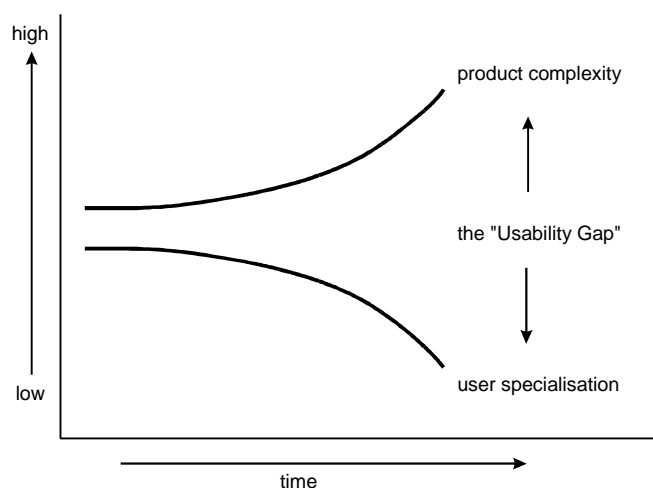 high
product complexity
the "Usability Gap"
low
user specialisation
time